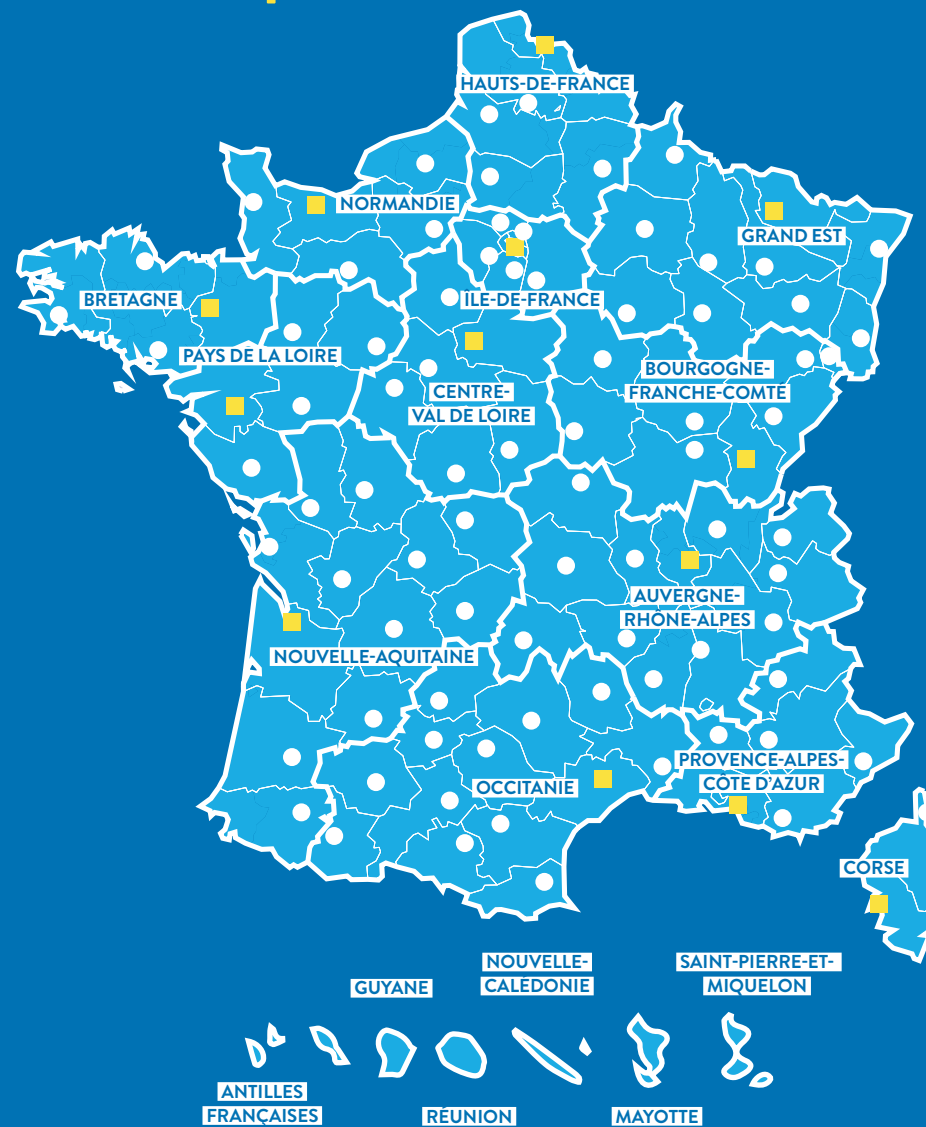 HAUTS-DE-FRANCE
NORMANDIE
GRAND EST
BRETAGNE
ÎLE-DE-FRANCE
PAYS DE LA LOIRE
BOURGOGNE-
FRANCHE-COMTÉ
CENTRE-
VAL DE LOIRE
AUVERGNE-
RHÔNE-ALPES
NOUVELLE-AQUITAINE
PROVENCE-ALPES-
CÔTE D'AZUR
OCCITANIE
CORSE
NOUVELLE-
CALÉDONIE
SAINT-PIERRE-ET-
MIQUELON
GUYANE
ANTILLES
FRANÇAISES
RÉUNION
MAYOTTE